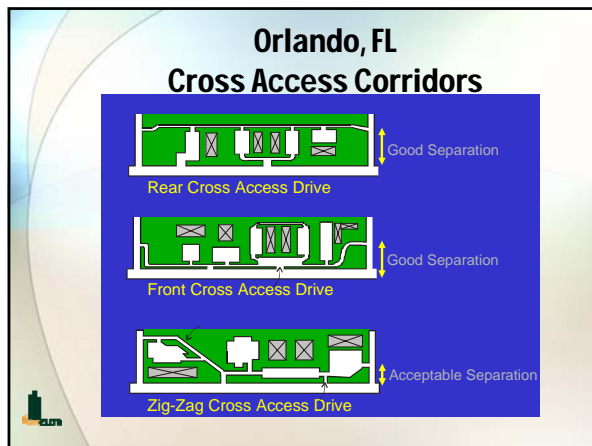 Orlando, FL
Cross Access Corridors
Good Separation
Rear Cross Access Drive
Good Separation
Front Cross Access Drive
Acceptable Separation
Zig-Zag Cross Access Drive